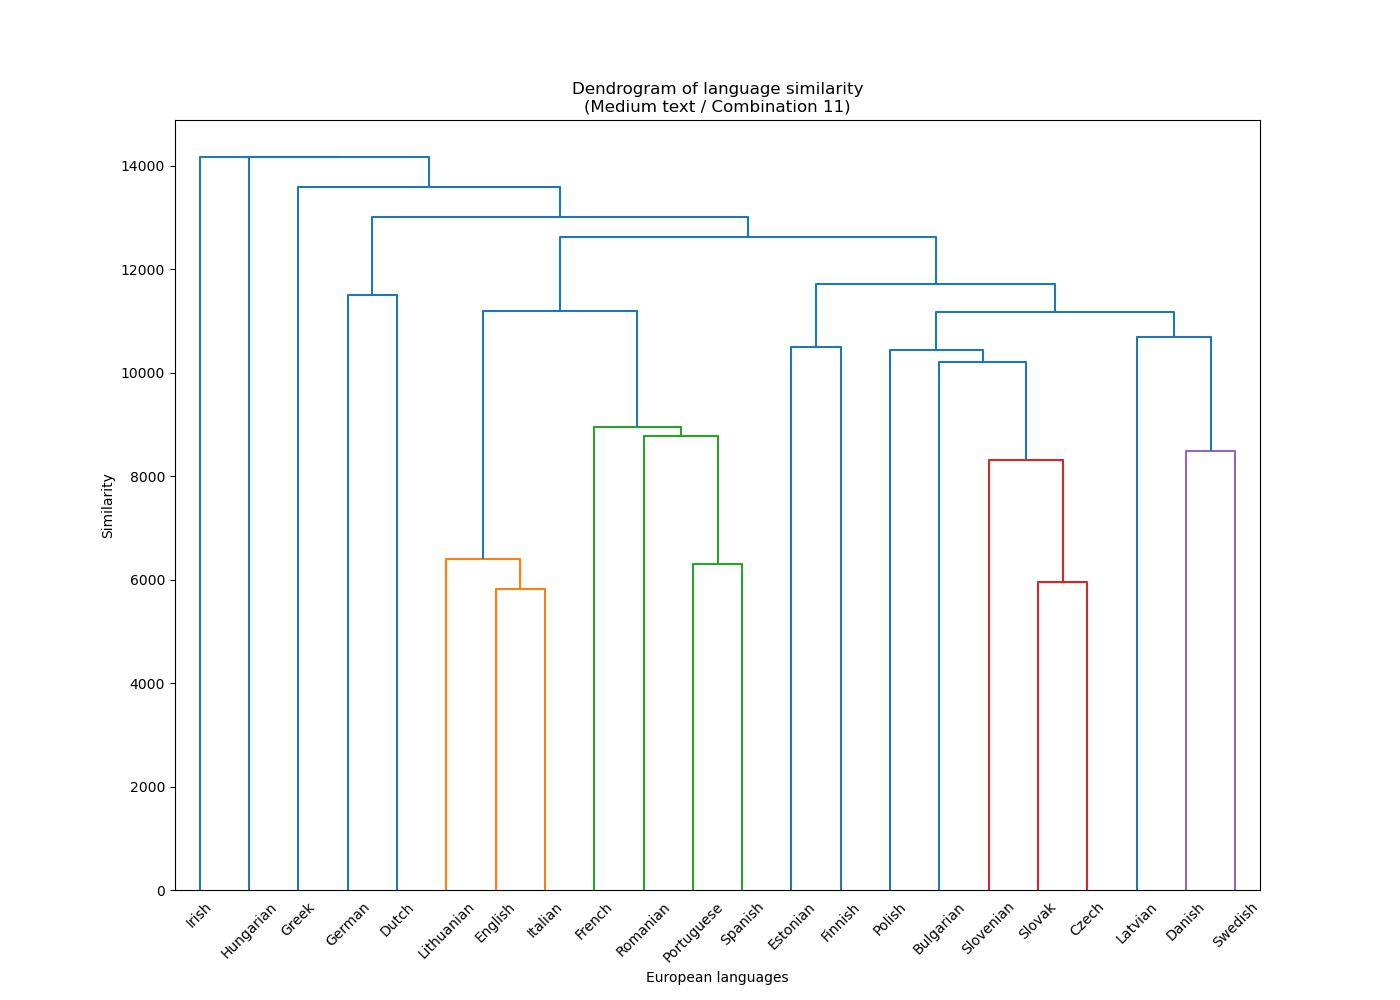 Dendrogram of language similarity
(Medium text / Combination 11)
14000
12000
10000
8000
6000
4000
2000
0
Similarity
Irish
Hungarian
Greek
German
Dutch
Lithuanian
English
Italian
French
Romanian
Portuguese
Spanish
Estonian
Finnish
Polish
Bulgarian
Slovenian
Slovak
Czech
Latvian
Danish
Swedish
European languages